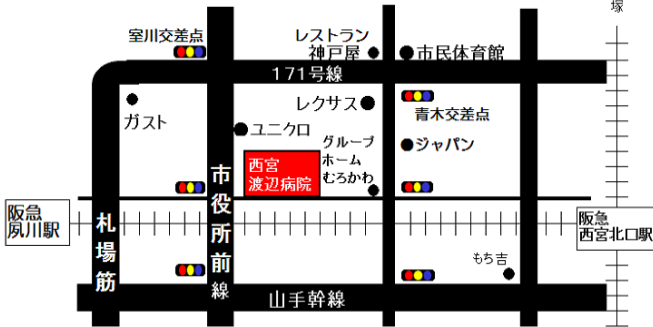 塚
室川交差点
レストラン
神戸屋
市民体育館
171号線
レクサス
青木交差点
ガスト
ユニクロ
グループ
ホーム
むろかわ
ジャパン
西宮
渡辺病院
市役所前線
阪急
夙川駅
札場筋
阪急
西宮北口駅
もち吉
山手幹線